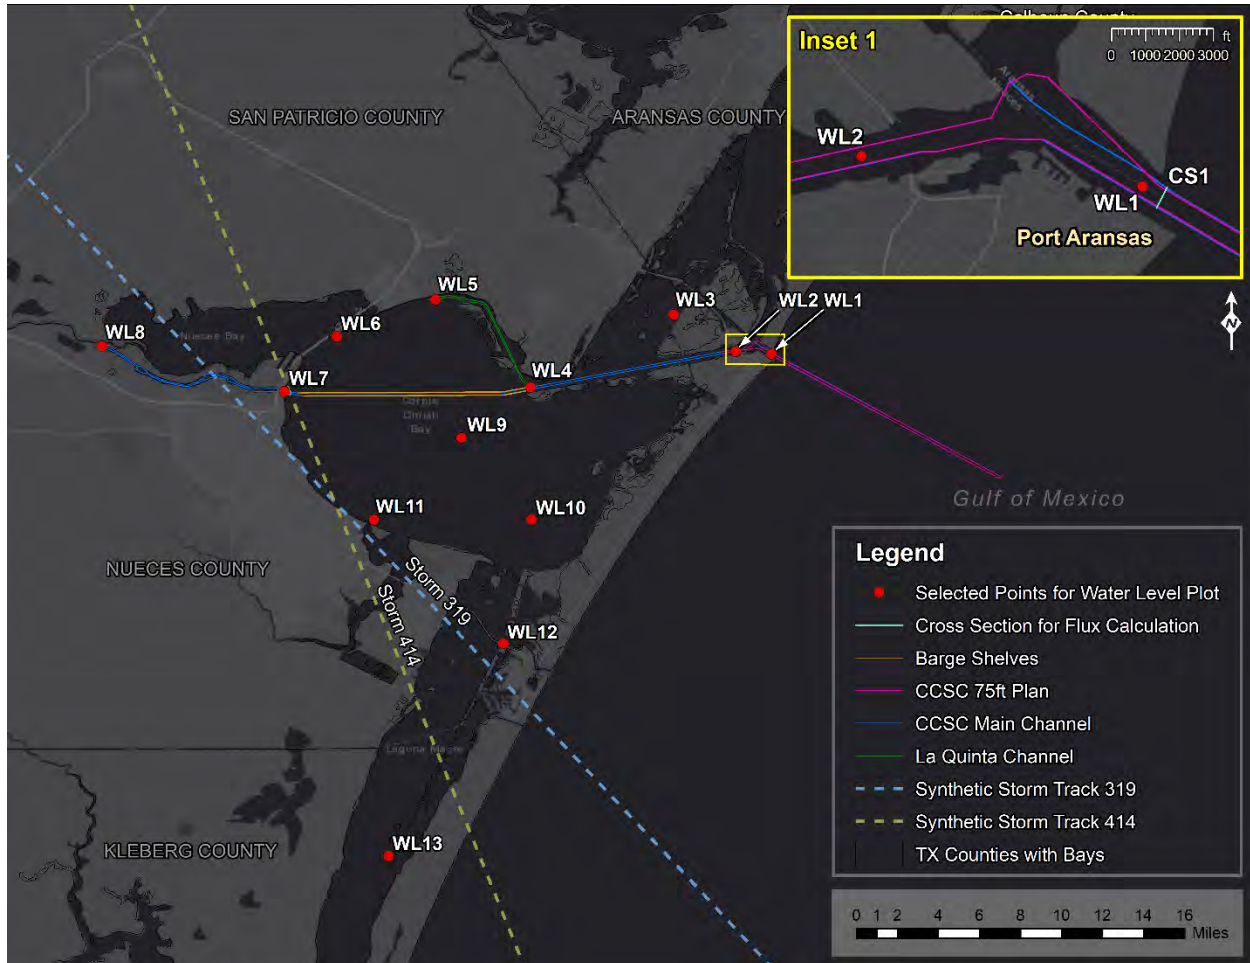 Calhoun County
Inset 1
ft
0 1000 2000 3000
Aransas
Nueces
WL2
CS1
WL1
Port Aransas
SAN PATRICIO COUNTY
ARANSAS COUNTY
WL5
WL3
WL2 WL1
N
WL6
Nueces Bay
WL8
WL4
WL7
Corpus
Christi
Bay
WL9
Gulf of Mexico
WL11
WL10
NUECES COUNTY
Storm 319
Storm 414
WL12
Laguna Madre
KLEBERG COUNTY
WL13
Legend
Selected Points for Water Level Plot
Cross Section for Flux Calculation
Barge Shelves
CCSC 75ft Plan
CCSC Main Channel
La Quinta Channel
Synthetic Storm Track 319
Synthetic Storm Track 414
TX Counties with Bays
0 1 2 4 6 8 10 12 14 16
Miles